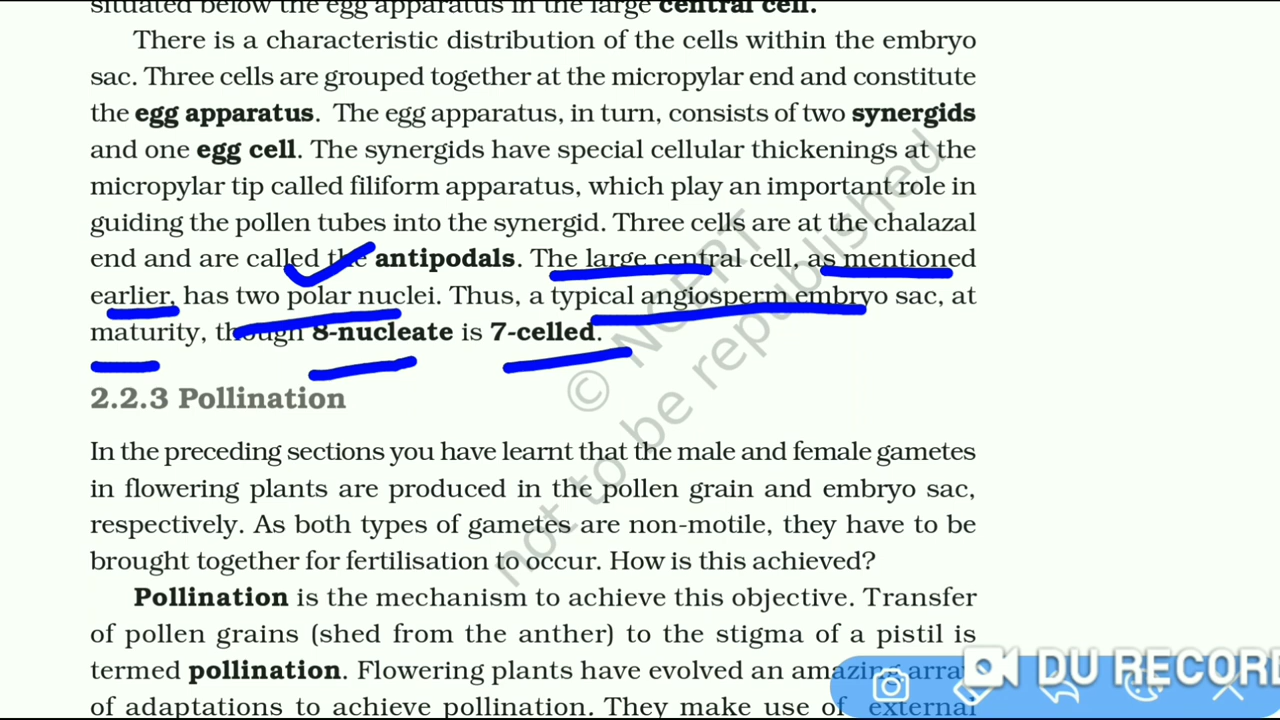 situated below the egg apparatus in the large central cell.
There is a characteristic distribution of the cells within the embryo
sac. Three cells are grouped together at the micropylar end and constitute
the egg apparatus. The egg apparatus, in turn, consists of two synergids
and one egg cell. The synergids have special cellular thickenings at the
micropylar tip called filiform apparatus, which play an important role in
guiding the pollen tubes into the synergid. Three cells are at the chalazal
end and are called the antipodals. The large central cell, as mentioned
earlier, has two polar nuclei. Thus, a typical angiosperm embryo sac, at
maturity, though 8-nucleate is 7-celled.
© NCERT
not to be republished
2.2.3 Pollination
In the preceding sections you have learnt that the male and female gametes
in flowering plants are produced in the pollen grain and embryo sac,
respectively. As both types of gametes are non-motile, they have to be
brought together for fertilisation to occur. How is this achieved?
Pollination is the mechanism to achieve this objective. Transfer
of pollen grains (shed from the anther) to the stigma of a pistil is
termed pollination. Flowering plants have evolved an amazing arra
of adaptations to achieve pollination. They make use of external
DU RECORE